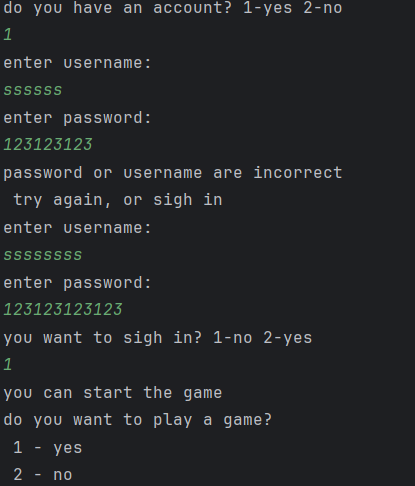 do you have an account? 1-yes 2-no
1
enter username:
ssssss
enter password:
123123123
password or username are incorrect
try again, or sigh in
enter username:
ssssssss
enter password:
123123123123
you want to sigh in? 1-no 2-yes
1
you can start the game
do you want to play a game?
1 - yes
2 - no